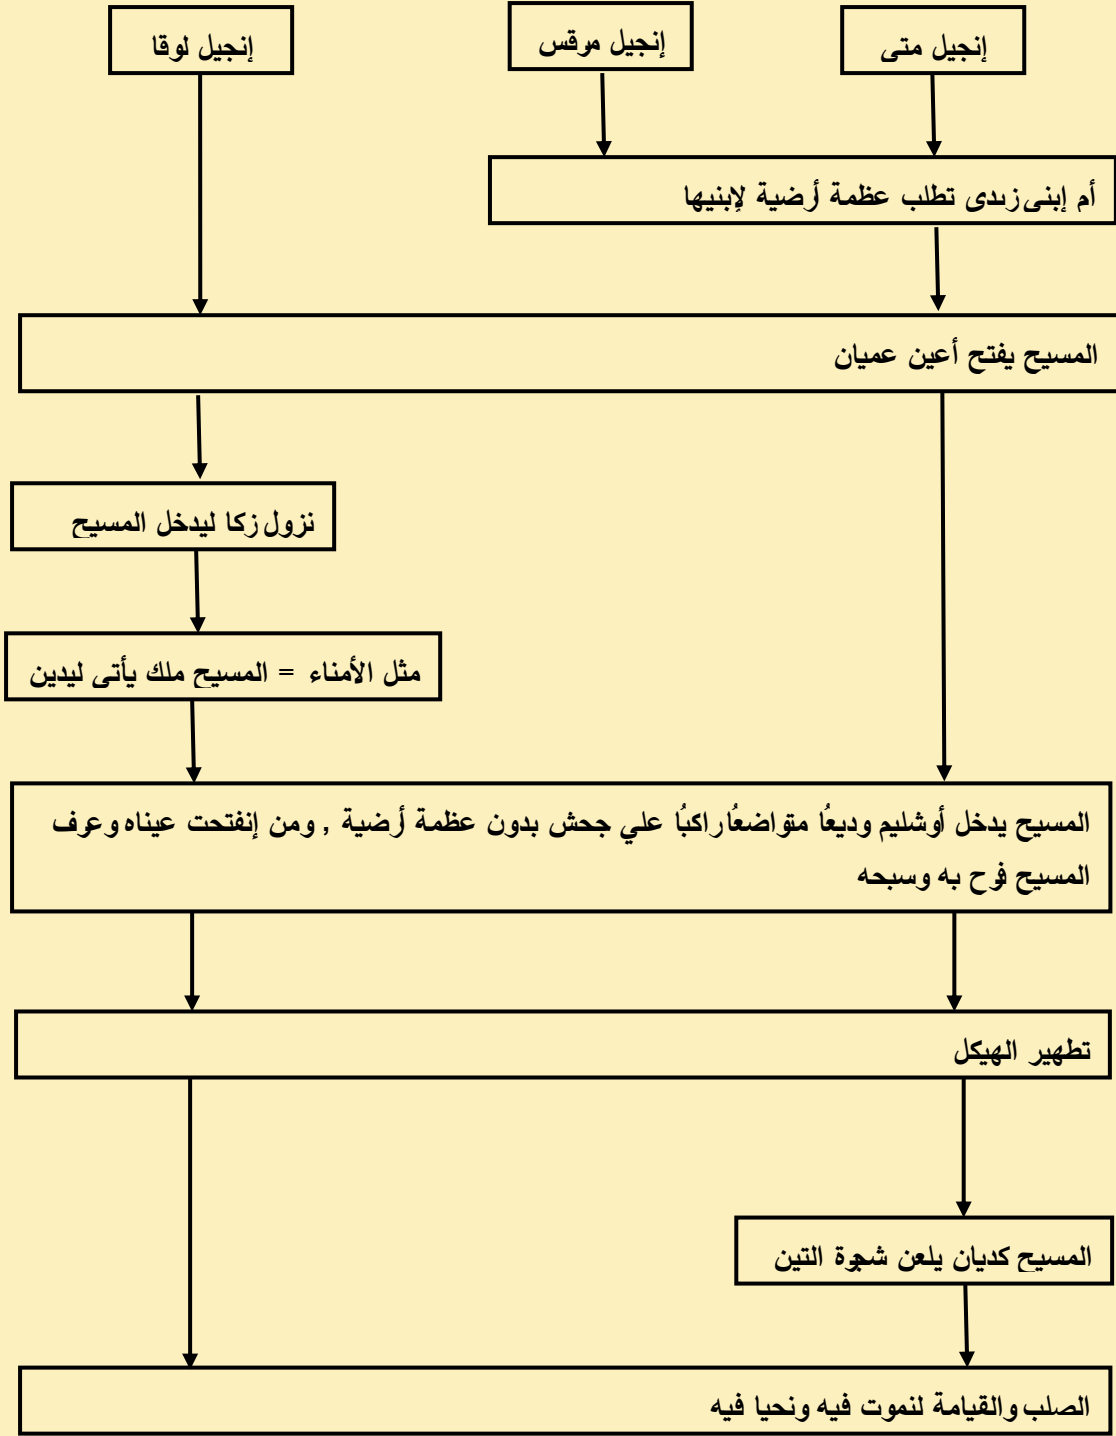 إنجيل متى
إنجيل مرقس
إنجيل لوقا
أم إبنى زبدى تطلب عظمة أرضية لإبنيها
المسيح يفتح أعين عميان
نزول زكا ليدخل المسيح
مثل الأمناء = المسيح ملك يأتى ليدين
المسيح يدخل أوشليم وديعُا متواضعُا راكبُا علي جحش بدون عظمة أرضية , ومن إنفتحت عيناه وعرف
المسيح فرح به وسبحه
تطهير الهيكل
المسيح كديان يلعن شجرة التين
الصلب والقيامة لنموت فيه ونحيا فيه